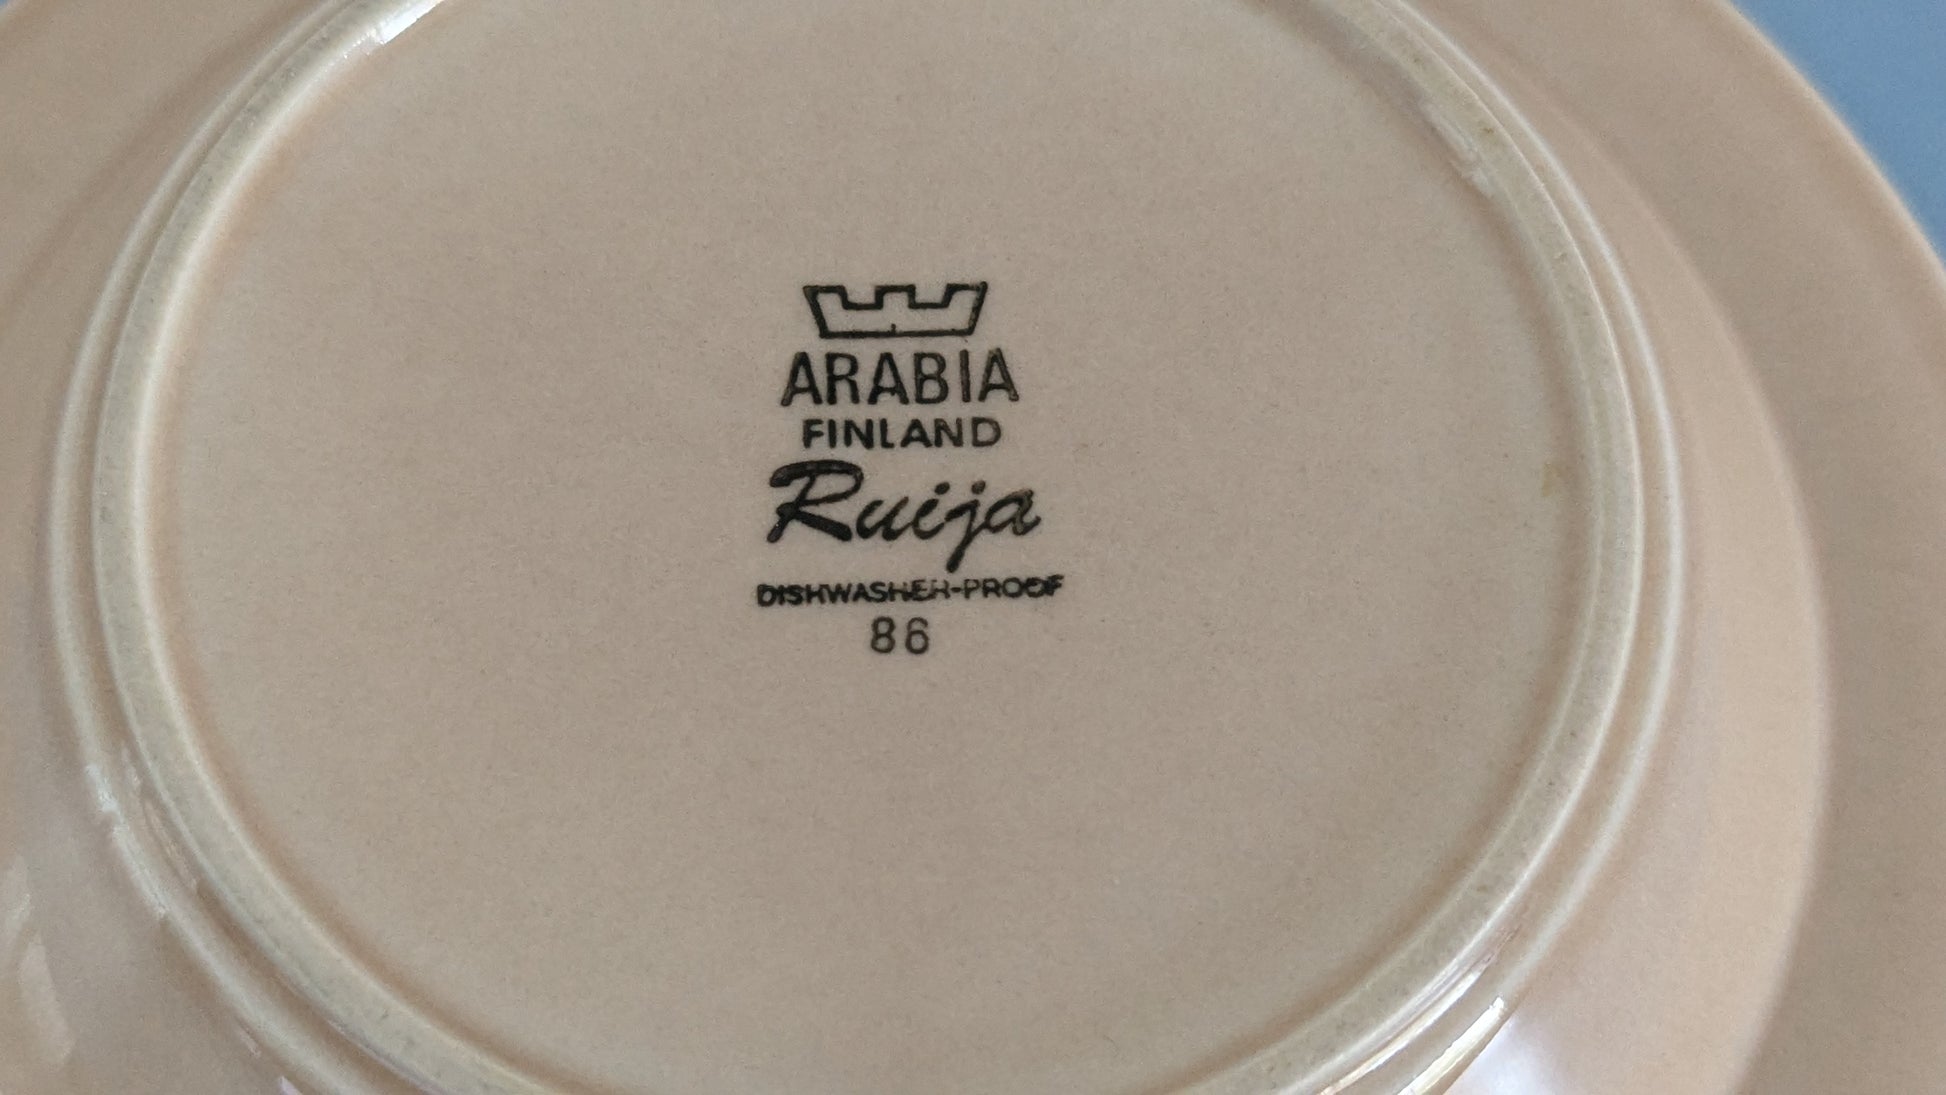 ARABIA
FINLAND
Ruija
DISHWASHER-PROOF
86